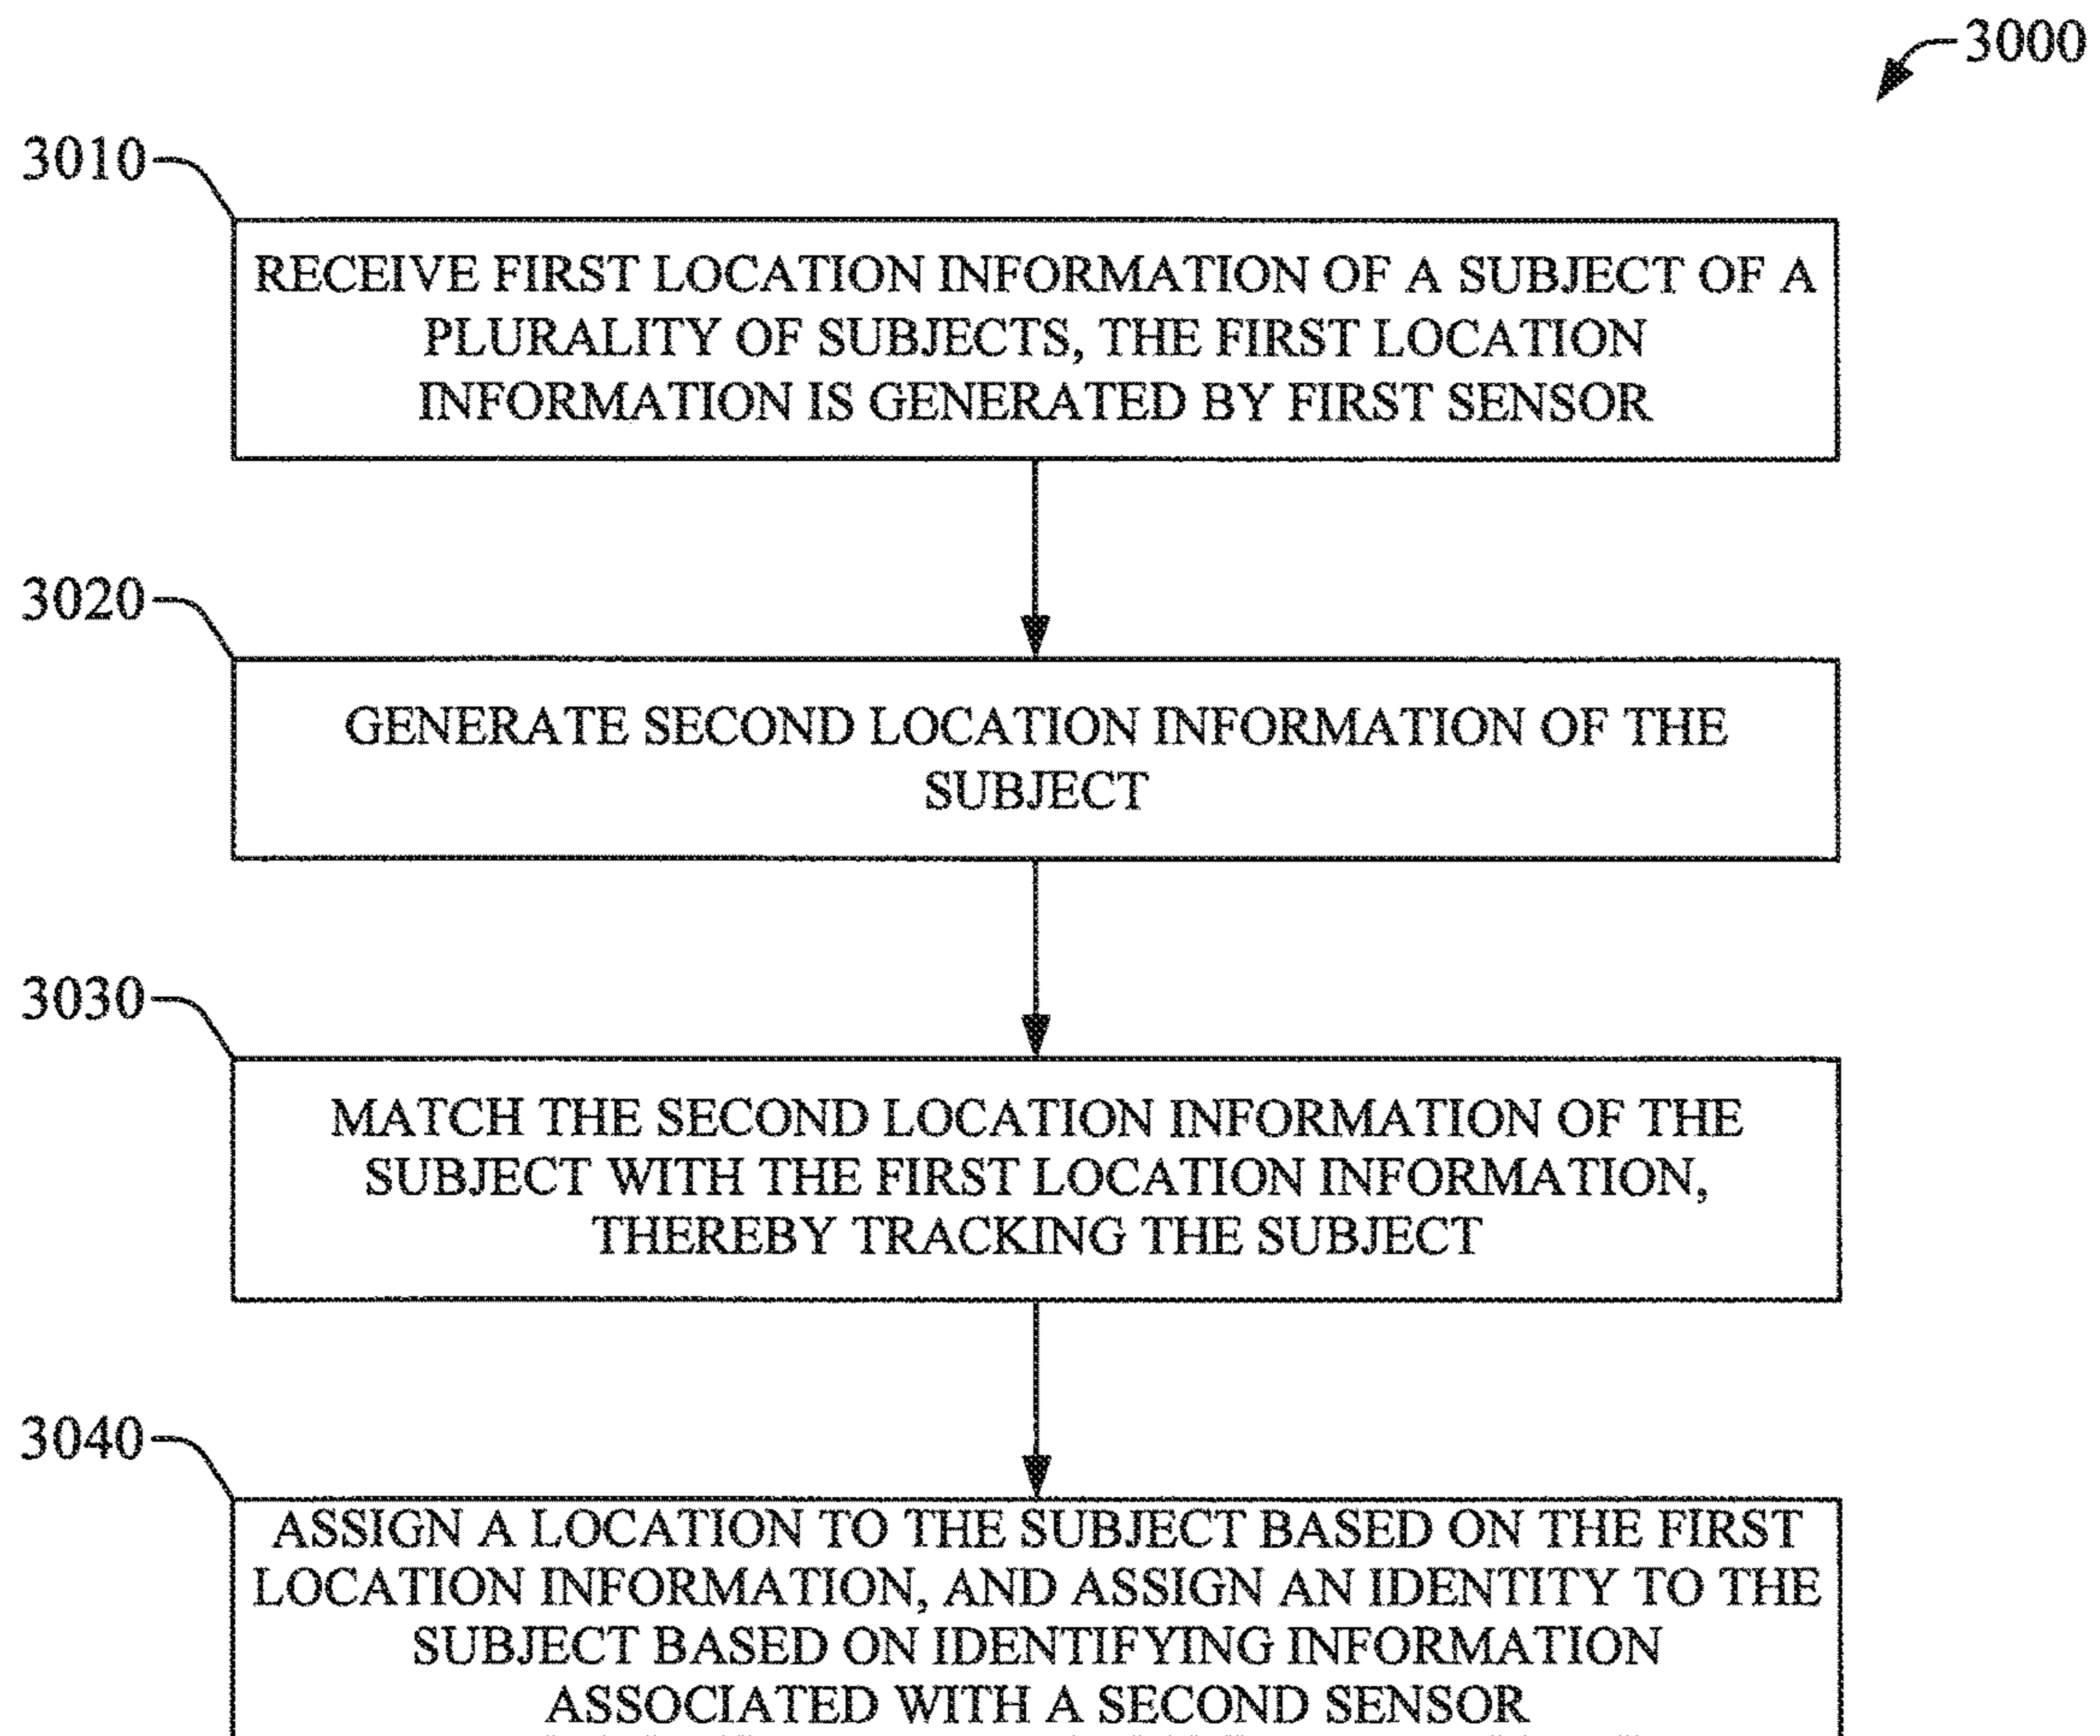 3000
3010
RECEIVE FIRST LOCATION INFORMATION OF A SUBJECT OF A
PLURALITY OF SUBJECTS, THE FIRST LOCATION
INFORMATION IS GENERATED BY FIRST SENSOR
3020
GENERATE SECOND LOCATION INFORMATION OF THE
SUBJECT
3030
MATCH THE SECOND LOCATION INFORMATION OF THE
SUBJECT WITH THE FIRST LOCATION INFORMATION,
THEREBY TRACKING THE SUBJECT
3040
ASSIGN A LOCATION TO THE SUBJECT BASED ON THE FIRST
LOCATION INFORMATION, AND ASSIGN AN IDENTITY TO THE
SUBJECT BASED ON IDENTIFYING INFORMATION
ASSOCIATED WITH A SECOND SENSOR